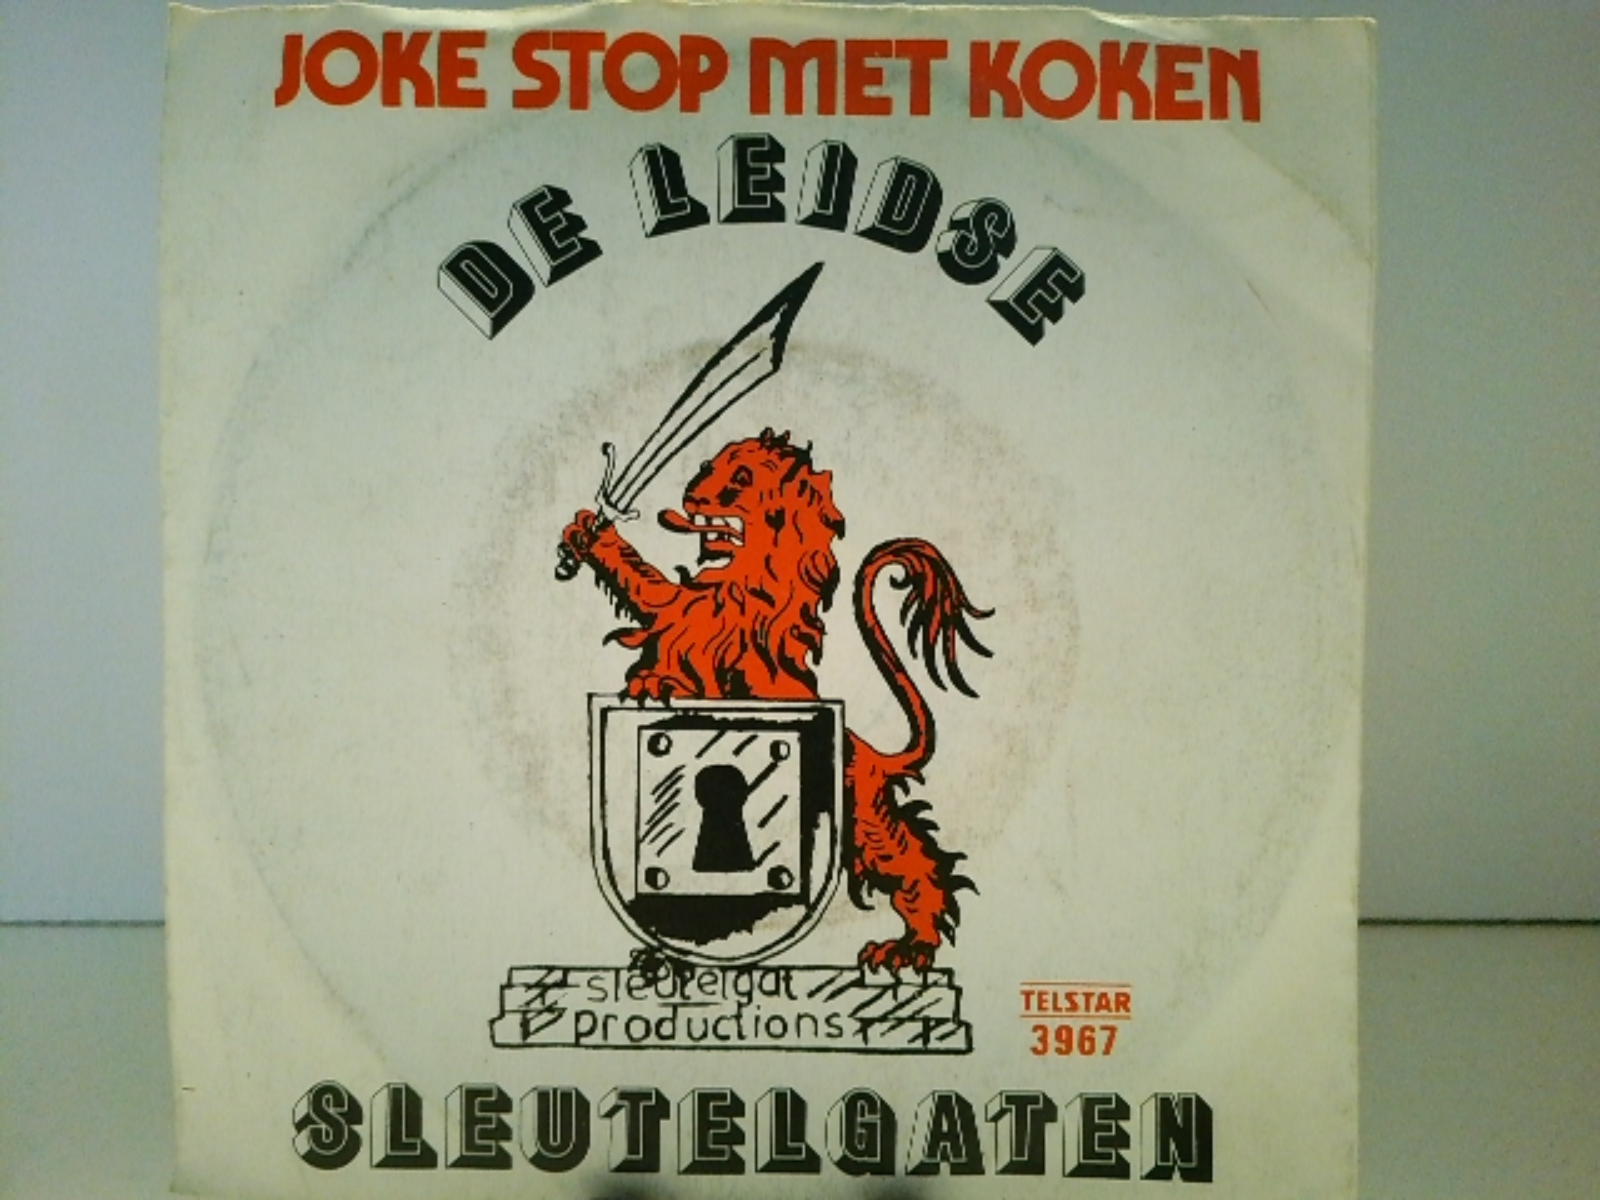 JOKE STOP MET KOKEN
DE LEIDSE
sleutelgat
productions
TELSTAR
3967
SLEUTELGATEN